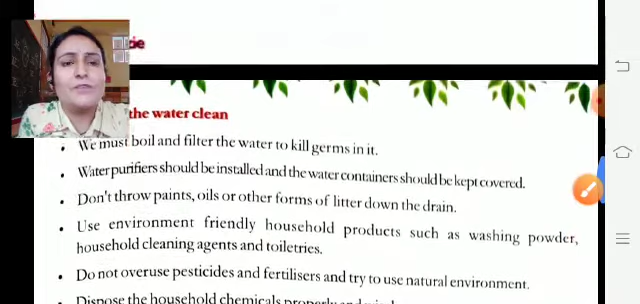 the water clean
• We must boil and filter the water to kill germs in it.
• Water purifiers should be installed and the water containers should be kept covered.
• Don't throw paints, oils or other forms of litter down the drain.
• Use environment friendly household products such as washing powder,
household cleaning agents and toiletries.
• Do not overuse pesticides and fertilisers and try to use natural environment.
• Dispose the household chemicals properly and